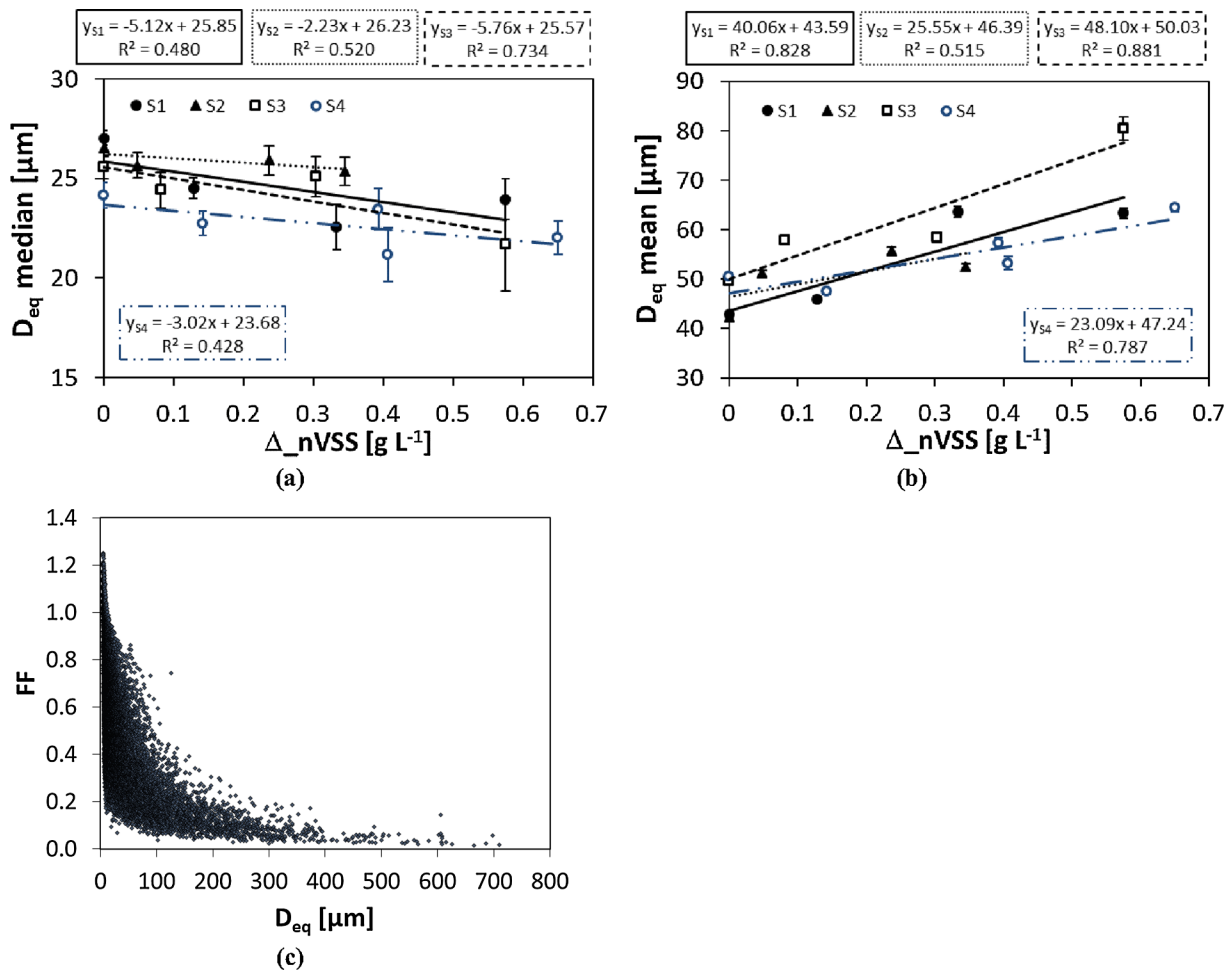 y_S1 = -5.12x + 25.85
R² = 0.480
y_S2 = -2.23x + 26.23
R² = 0.520
y_S3 = -5.76x + 25.57
R² = 0.734
30
25
20
15
S1 S2 S3 S4
D_eq median [µm]
y_S4 = -3.02x + 23.68
R² = 0.428
0 0.1 0.2 0.3 0.4 0.5 0.6 0.7
Δ_nVSS [g L⁻¹]
(a)
y_S1 = 40.06x + 43.59
R² = 0.828
y_S2 = 25.55x + 46.39
R² = 0.515
y_S3 = 48.10x + 50.03
R² = 0.881
90
80
70
60
50
40
30
S1 S2 S3 S4
D_eq mean [µm]
y_S4 = 23.09x + 47.24
R² = 0.787
0 0.1 0.2 0.3 0.4 0.5 0.6 0.7
Δ_nVSS [g L⁻¹]
(b)
1.4
1.2
1.0
0.8
0.6
0.4
0.2
0.0
FF
0 100 200 300 400 500 600 700 800
D_eq [µm]
(c)